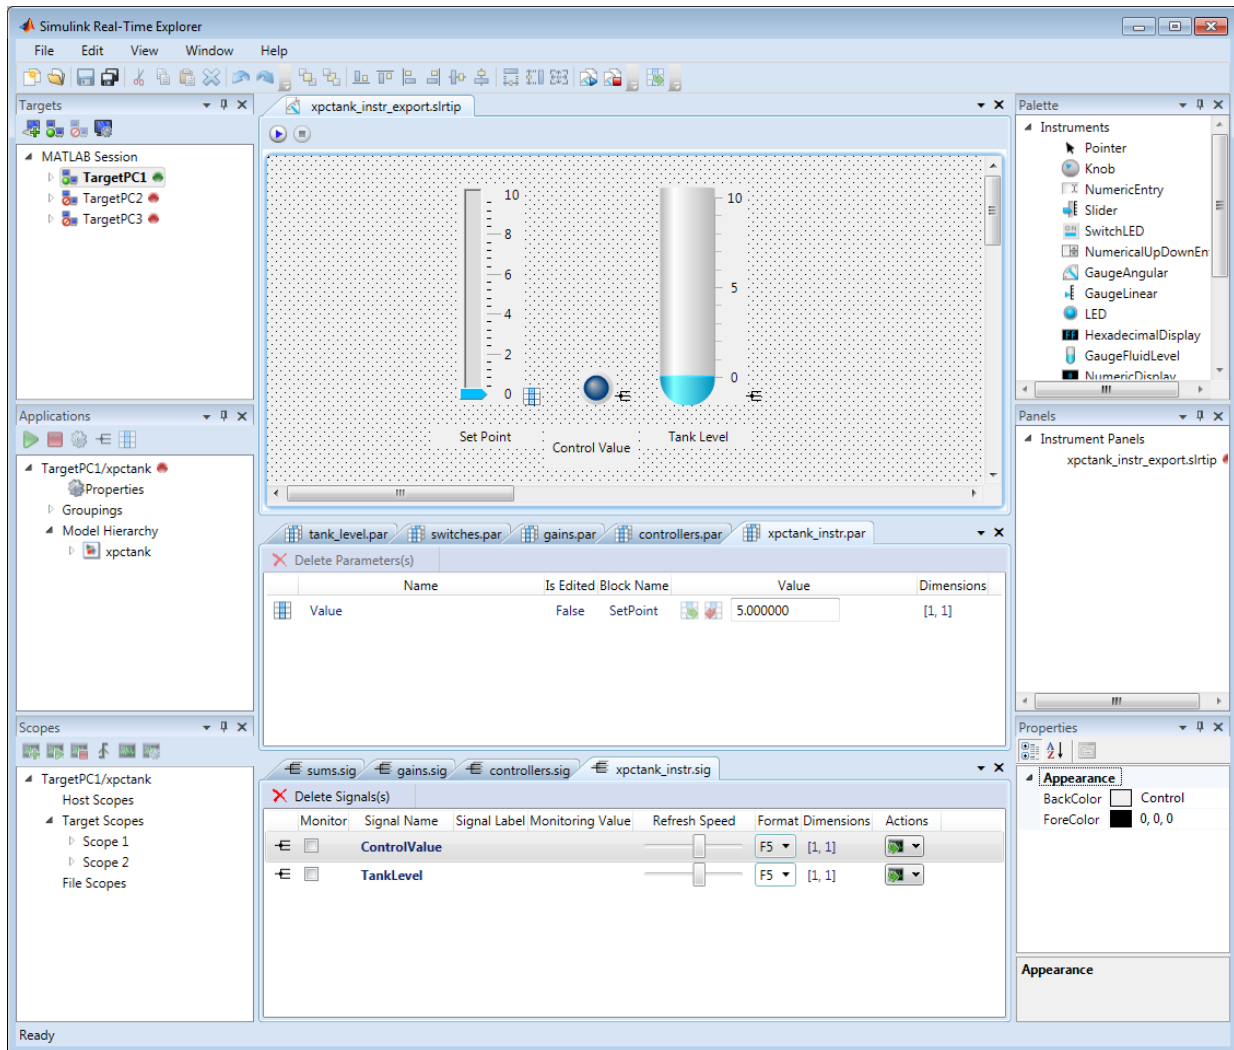 Simulink Real-Time Explorer
File Edit View Window Help
Targets
MATLAB Session
TargetPC1
TargetPC2
TargetPC3
Applications
TargetPC1/xpctank
Properties
Groupings
Model Hierarchy
xpctank
Scopes
TargetPC1/xpctank
Host Scopes
Target Scopes
Scope 1
Scope 2
File Scopes
xpctank_instr_export.slrtip
10
8
6
4
2
0
Set Point
Control Value
10
5
0
Tank Level
tank_level.par switches.par gains.par controllers.par xpctank_instr.par
Delete Parameters(s)
Name Is Edited Block Name Value Dimensions
Value False SetPoint 5.000000 [1, 1]
sums.sig gains.sig controllers.sig xpctank_instr.sig
Delete Signals(s)
Monitor Signal Name Signal Label Monitoring Value Refresh Speed Format Dimensions Actions
ControlValue F5 [1, 1]
TankLevel F5 [1, 1]
Palette
Instruments
Pointer
Knob
NumericEntry
Slider
SwitchLED
NumericalUpDownEn
GaugeAngular
GaugeLinear
LED
HexadecimalDisplay
GaugeFluidLevel
NumericDisplay
Panels
Instrument Panels
xpctank_instr_export.slrtip
Properties
Appearance
BackColor Control
ForeColor 0, 0, 0
Appearance
Ready